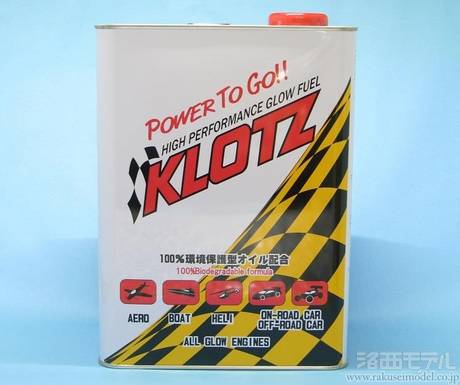 POWER TO GO!!
HIGH PERFORMANCE GLOW FUEL
KLOTZ
100%環境保護型オイル配合
100%Biodegradable formula
AERO BOAT HELI ON-ROAD CAR
OFF-ROAD CAR
ALL GLOW ENGINES
洛西モデル
www.rakuseimodel.co.jp